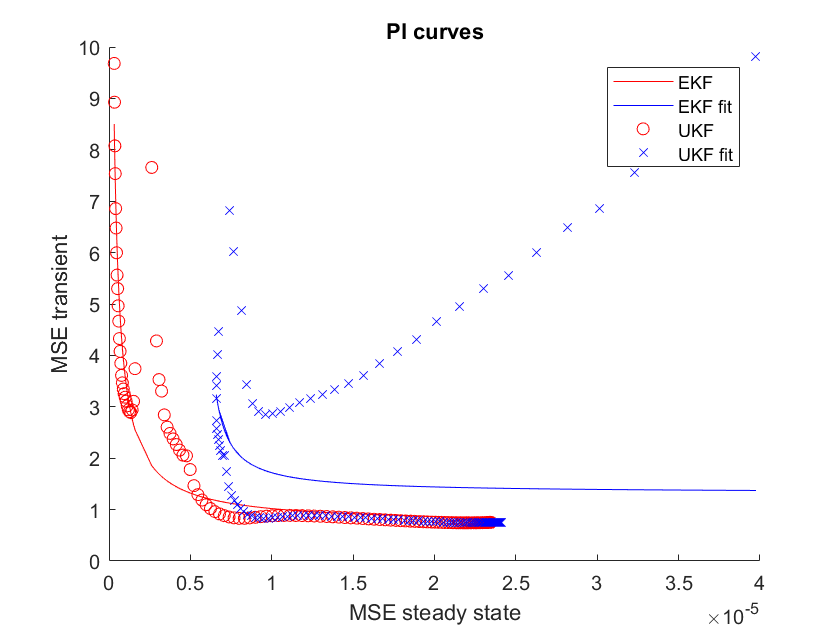 PI curves
MSE transient
10
9
8
7
6
5
4
3
2
1
0
EKF
EKF fit
UKF
UKF fit
0 0.5 1 1.5 2 2.5 3 3.5 4
MSE steady state
×10⁻⁵